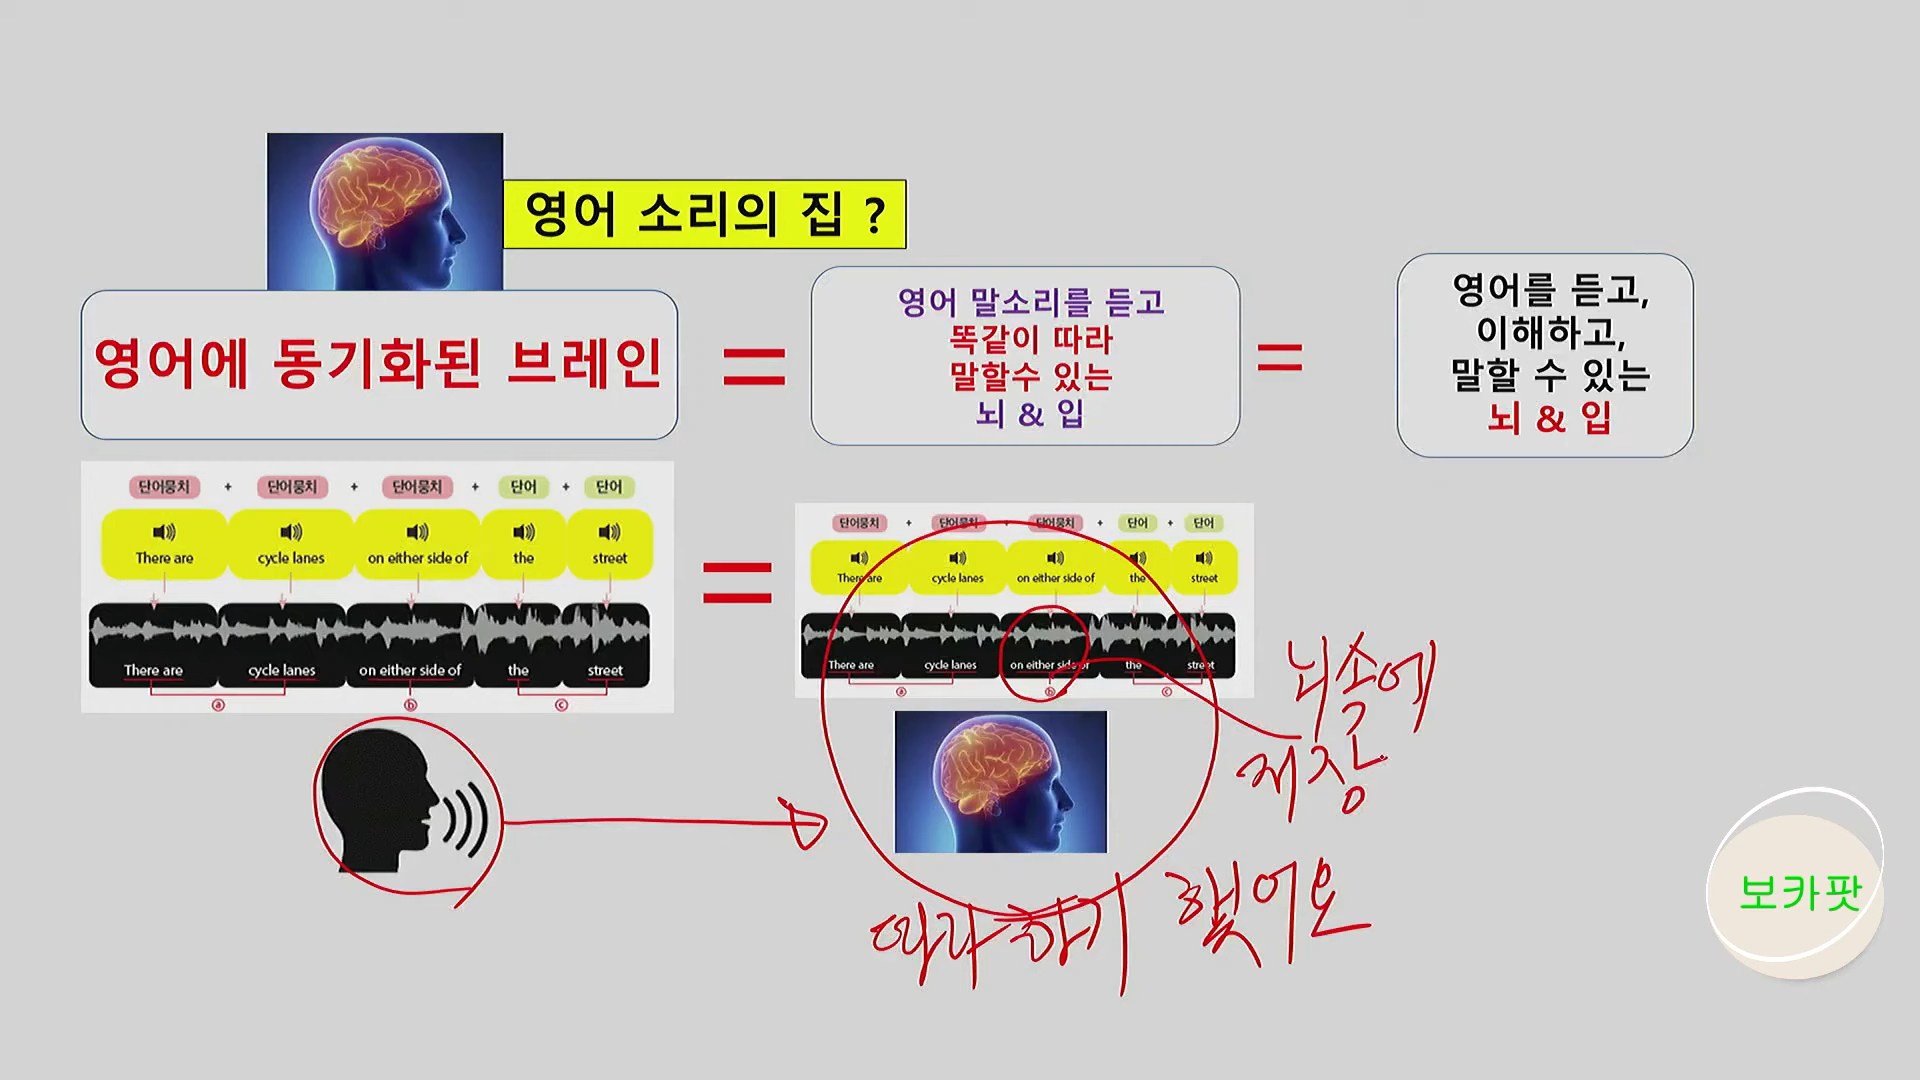 영어 소리의 집 ?
영어에 동기화된 브레인
=
영어 말소리를 듣고
똑같이 따라
말할수 있는
뇌 & 입
=
영어를 듣고,
이해하고,
말할 수 있는
뇌 & 입
단어뭉치 + 단어뭉치 + 단어뭉치 + 단어 + 단어
There are cycle lanes on either side of the street
There are cycle lanes on either side of the street
ⓐ ⓑ ⓒ
=
단어뭉치 + 단어뭉치 + 단어뭉치 + 단어 + 단어
There are cycle lanes on either side of the street
There are cycle lanes on either side of the street
ⓐ ⓑ ⓒ
뇌속에
저장
따라하기 했어요
보카팟